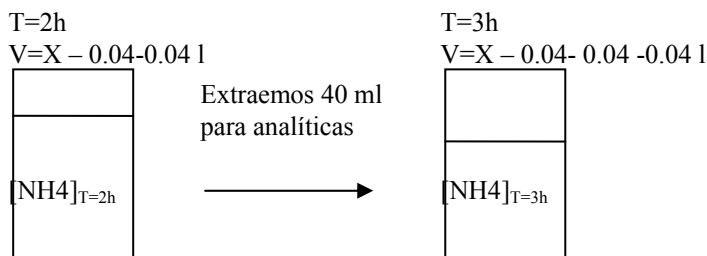 T=2h
V=X – 0.04-0.04 l
T=3h
V=X – 0.04- 0.04 -0.04 l
Extraemos 40 ml
para analíticas
[NH4]T=2h
[NH4]T=3h